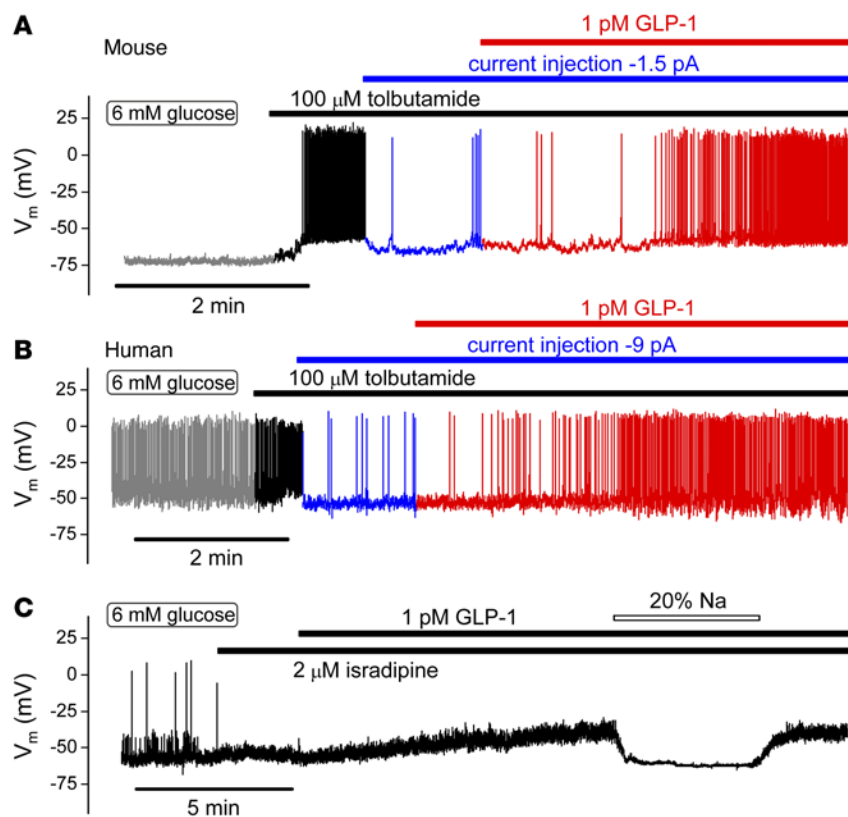 A
Mouse
1 pM GLP-1
current injection -1.5 pA
6 mM glucose
100 μM tolbutamide
25
0
-25
-50
-75
Vm (mV)
2 min
1 pM GLP-1
B
Human
current injection -9 pA
6 mM glucose
100 μM tolbutamide
25
0
-25
-50
-75
Vm (mV)
2 min
C
6 mM glucose
1 pM GLP-1
20% Na
2 μM isradipine
25
0
-25
-50
-75
Vm (mV)
5 min